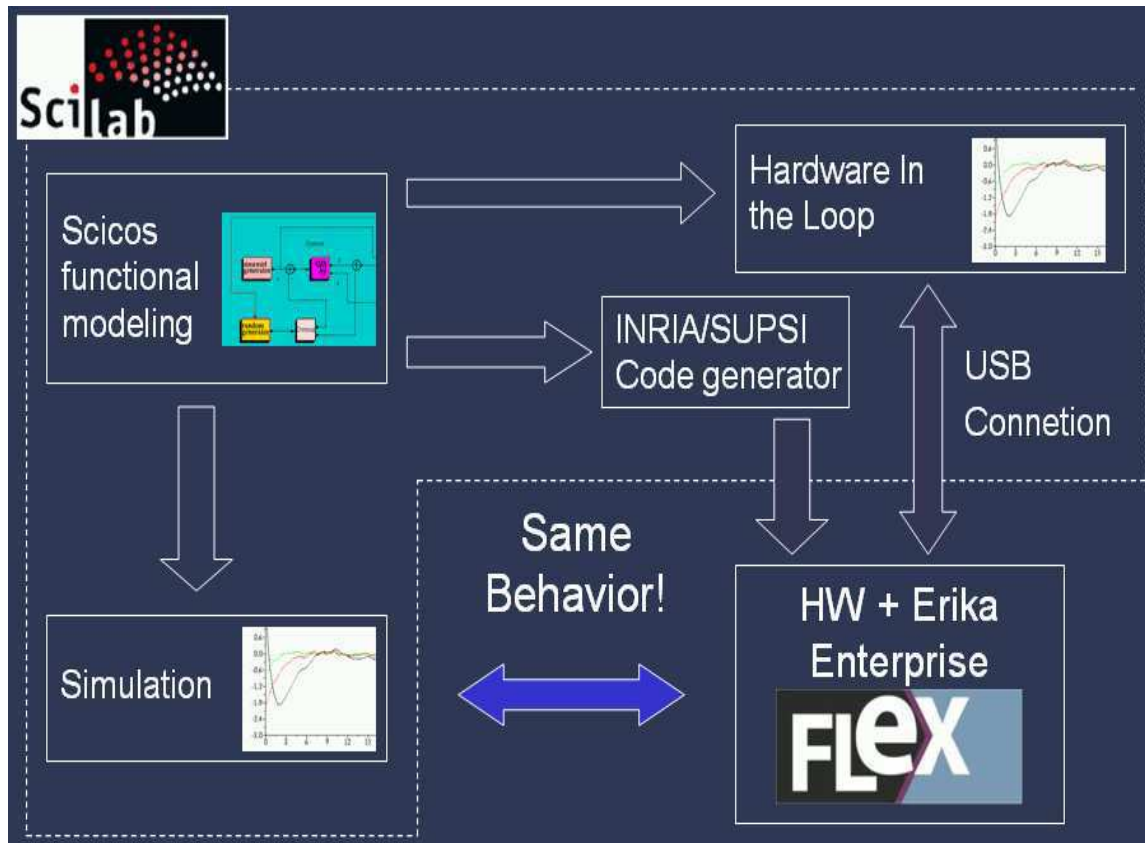 Scilab
Scicos
functional
modeling
Hardware In
the Loop
INRIA/SUPSI
Code generator
USB
Connetion
Same
Behavior!
Simulation
HW + Erika
Enterprise
FLEX